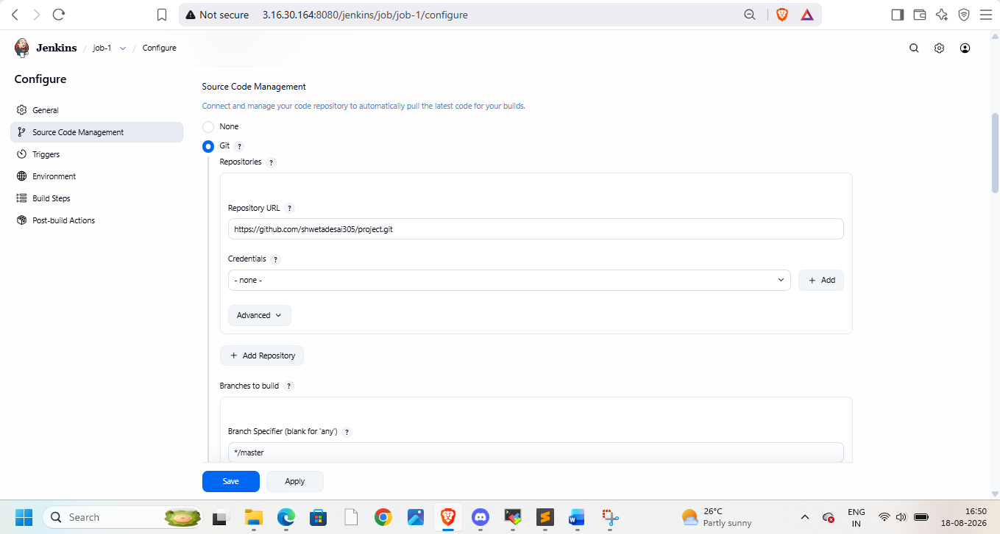 Not secure 3.16.30.164:8080/jenkins/job/job-1/configure
Jenkins / job-1 / Configure
Configure
General
Source Code Management
Triggers
Environment
Build Steps
Post-build Actions
Source Code Management
Connect and manage your code repository to automatically pull the latest code for your builds.
None
Git ?
Repositories ?
Repository URL ?
https://github.com/shwetadesai305/project.git
Credentials ?
- none -
+ Add
Advanced
+ Add Repository
Branches to build ?
Branch Specifier (blank for 'any') ?
*/master
Save Apply
Search
26°C
Partly sunny
ENG
IN
16:50
18-08-2026